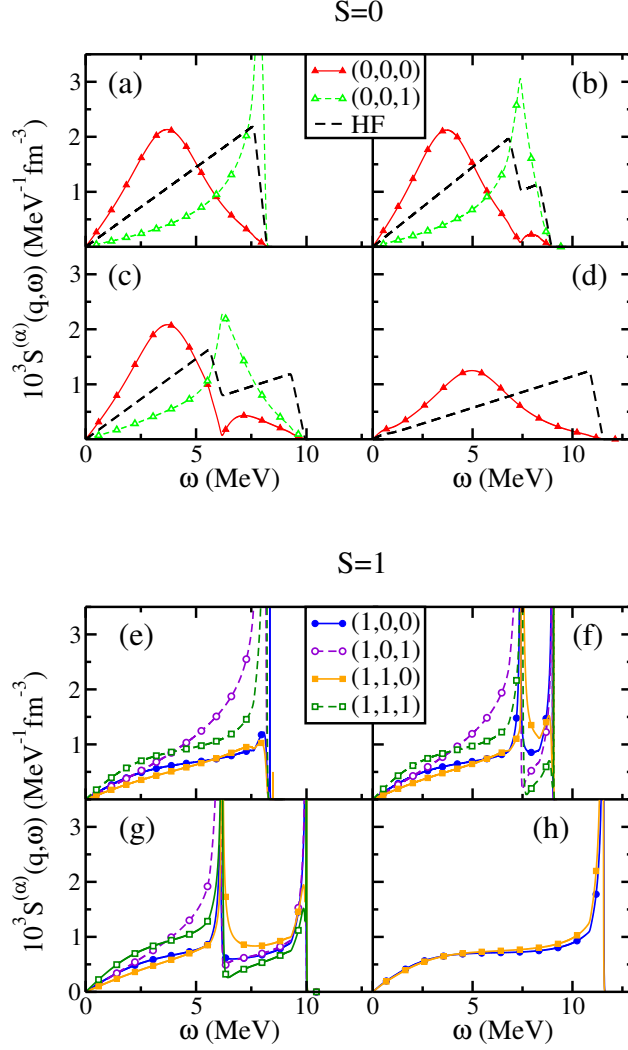 S=0
(a)
(0,0,0)
(0,0,1)
HF
(b)
3
2
1
10³S^(α)(q,ω) (MeV⁻¹fm⁻³)
(c)
(d)
3
2
1
0
0 5 10
0 5 10
ω (MeV)
ω (MeV)
S=1
(e)
(1,0,0)
(1,0,1)
(1,1,0)
(1,1,1)
(f)
3
2
1
10³S^(α)(q,ω) (MeV⁻¹fm⁻³)
(g)
(h)
3
2
1
0
0 5 10
0 5 10
ω (MeV)
ω (MeV)